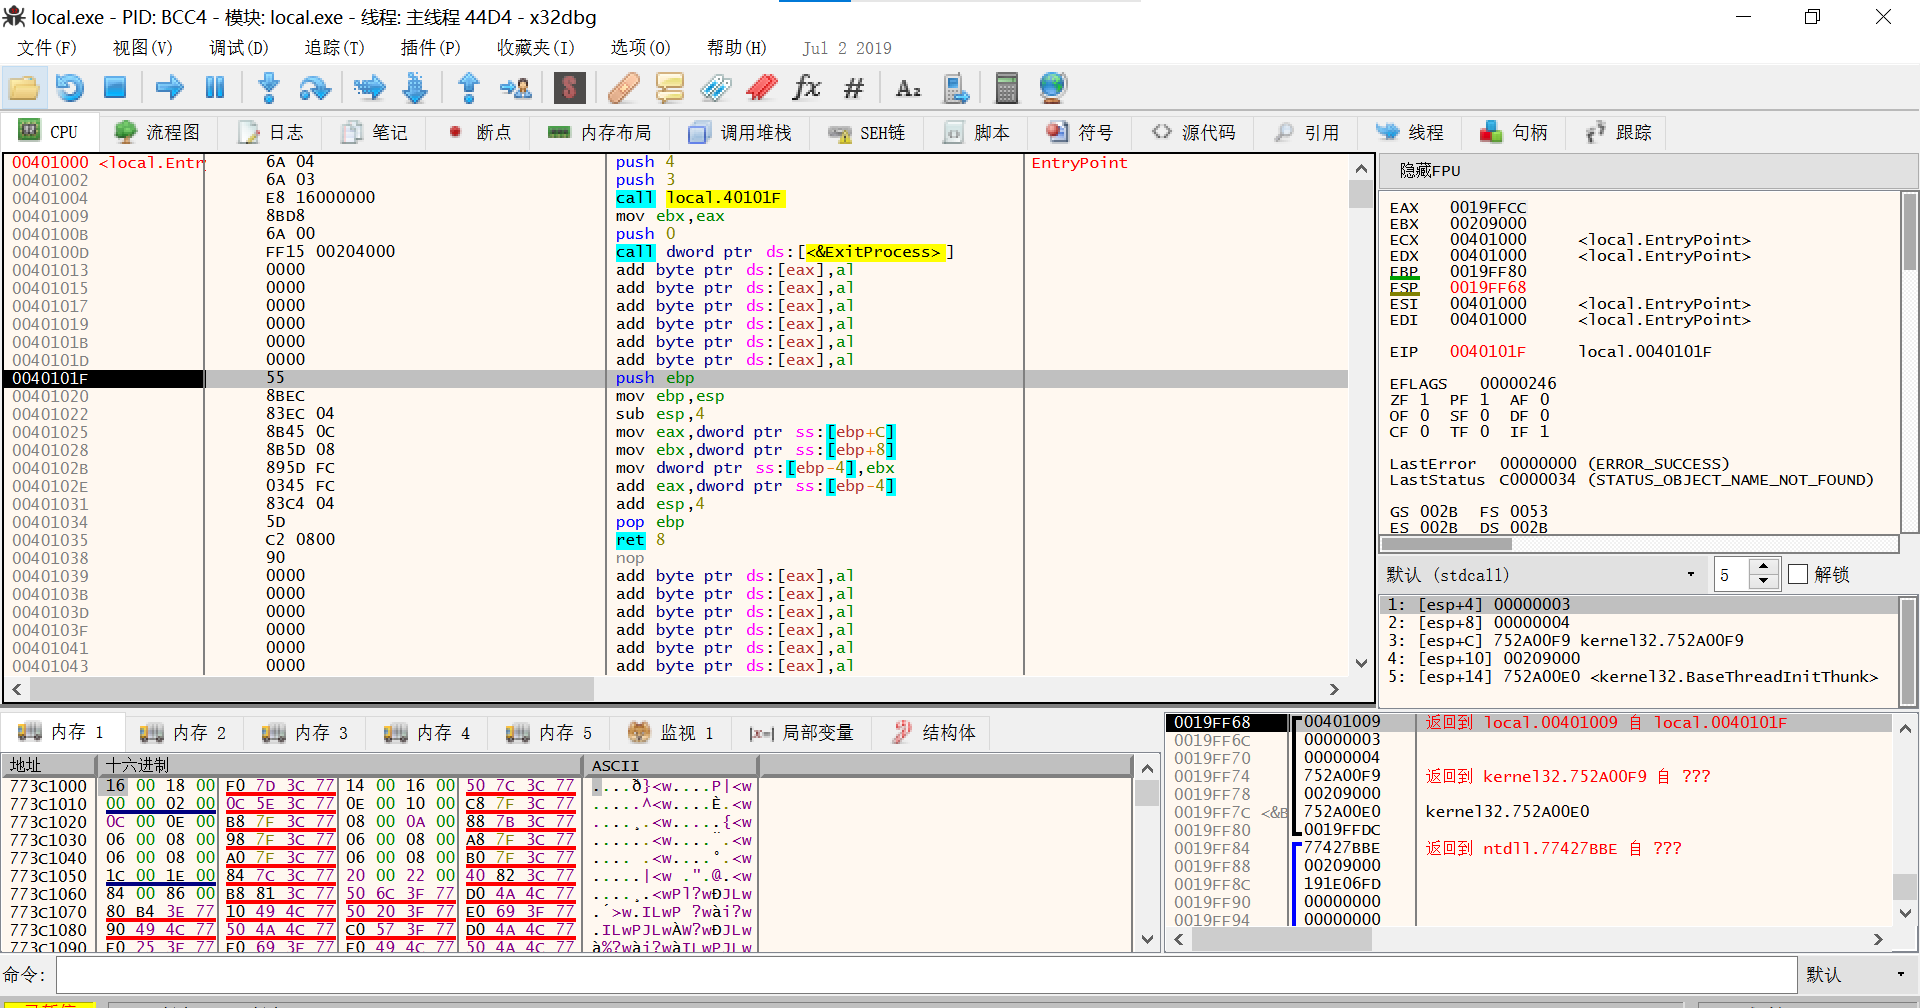 local.exe - PID: BCC4 - 模块: local.exe - 线程: 主线程 44D4 - x32dbg
文件(F) 视图(V) 调试(D) 追踪(T) 插件(P) 收藏夹(I) 选项(O) 帮助(H) Jul 2 2019
CPU 流程图 日志 笔记 断点 内存布局 调用堆栈 SEH链 脚本 符号 源代码 引用 线程 句柄 跟踪
00401000 <local.Entr 6A 04 push 4 EntryPoint
00401002 6A 03 push 3
00401004 E8 16000000 call local.40101F
00401009 8BD8 mov ebx,eax
0040100B 6A 00 push 0
0040100D FF15 00204000 call dword ptr ds:[<&ExitProcess>]
00401013 0000 add byte ptr ds:[eax],al
00401015 0000 add byte ptr ds:[eax],al
00401017 0000 add byte ptr ds:[eax],al
00401019 0000 add byte ptr ds:[eax],al
0040101B 0000 add byte ptr ds:[eax],al
0040101D 0000 add byte ptr ds:[eax],al
0040101F 55 push ebp
00401020 8BEC mov ebp,esp
00401022 83EC 04 sub esp,4
00401025 8B45 0C mov eax,dword ptr ss:[ebp+C]
00401028 8B5D 08 mov ebx,dword ptr ss:[ebp+8]
0040102B 895D FC mov dword ptr ss:[ebp-4],ebx
0040102E 0345 FC add eax,dword ptr ss:[ebp-4]
00401031 83C4 04 add esp,4
00401034 5D pop ebp
00401035 C2 0800 ret 8
00401038 90 nop
00401039 0000 add byte ptr ds:[eax],al
0040103B 0000 add byte ptr ds:[eax],al
0040103D 0000 add byte ptr ds:[eax],al
0040103F 0000 add byte ptr ds:[eax],al
00401041 0000 add byte ptr ds:[eax],al
00401043 0000 add byte ptr ds:[eax],al
隐藏FPU
EAX 0019FFCC
EBX 00209000
ECX 00401000 <local.EntryPoint>
EDX 00401000 <local.EntryPoint>
EBP 0019FF80
ESP 0019FF68
ESI 00401000 <local.EntryPoint>
EDI 00401000 <local.EntryPoint>
EIP 0040101F local.0040101F
EFLAGS 00000246
ZF 1 PF 1 AF 0
OF 0 SF 0 DF 0
CF 0 TF 0 IF 1
LastError 00000000 (ERROR_SUCCESS)
LastStatus C0000034 (STATUS_OBJECT_NAME_NOT_FOUND)
GS 002B FS 0053
ES 002B DS 002B
默认 (stdcall) 5 解锁
1: [esp+4] 00000003
2: [esp+8] 00000004
3: [esp+C] 752A00F9 kernel32.752A00F9
4: [esp+10] 00209000
5: [esp+14] 752A00E0 <kernel32.BaseThreadInitThunk>
内存 1 内存 2 内存 3 内存 4 内存 5 监视 1 局部变量 结构体
地址 十六进制 ASCII
773C1000 16 00 18 00 F0 7D 3C 77 14 00 16 00 50 7C 3C 77 ....ð}<w....P|<w
773C1010 00 00 02 00 0C 5E 3C 77 0E 00 10 00 C8 7F 3C 77 .....^<w....È.<w
773C1020 0C 00 0E 00 B8 7F 3C 77 08 00 0A 00 88 7B 3C 77 ....¸.<w.....{<w
773C1030 06 00 08 00 98 7F 3C 77 06 00 08 00 A8 7F 3C 77 ......<w....¨.<w
773C1040 06 00 08 00 A0 7F 3C 77 06 00 08 00 B0 7F 3C 77 .... .<w....°.<w
773C1050 1C 00 1E 00 84 7C 3C 77 20 00 22 00 40 82 3C 77 .....|<w .".@.<w
773C1060 84 00 86 00 B8 81 3C 77 50 6C 3F 77 D0 4A 4C 77 ....¸.<wPl?wÐJLw
773C1070 80 B4 3E 77 10 49 4C 77 50 20 3F 77 E0 69 3F 77 .´>w.ILwP ?wài?w
773C1080 90 49 4C 77 50 4A 4C 77 C0 57 3F 77 D0 4A 4C 77 .ILwPJLwÀW?wÐJLw
773C1090 E0 25 3F 77 E0 69 3F 77 E0 49 4C 77 50 4A 4C 77 à%?wài?wàILwPJLw
0019FF68 00401009 返回到 local.00401009 自 local.0040101F
0019FF6C 00000003
0019FF70 00000004
0019FF74 752A00F9 返回到 kernel32.752A00F9 自 ???
0019FF78 00209000
0019FF7C <&B 752A00E0 kernel32.752A00E0
0019FF80 0019FFDC
0019FF84 77427BBE 返回到 ntdll.77427BBE 自 ???
0019FF88 00209000
0019FF8C 191E06FD
0019FF90 00000000
0019FF94 00000000
命令: 默认